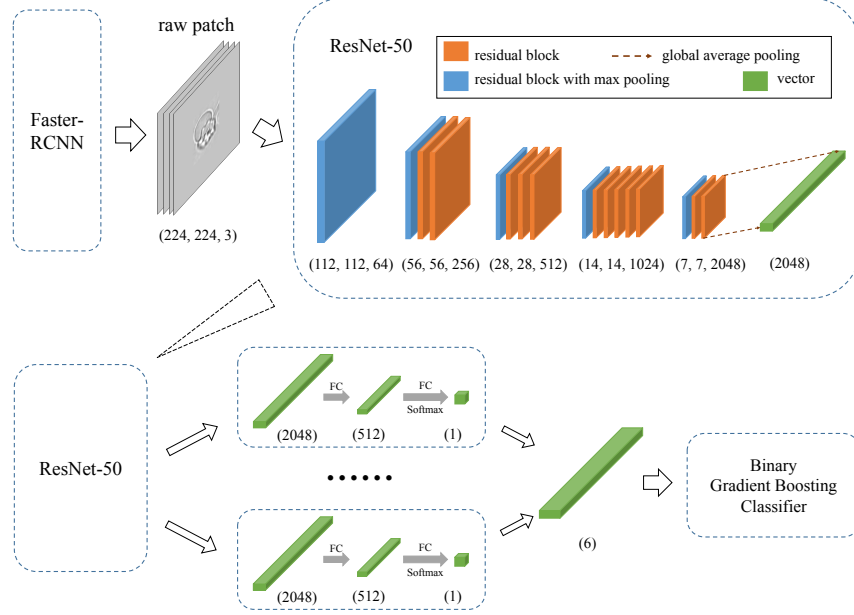 raw patch
Faster-
RCNN
(224, 224, 3)
ResNet-50
residual block
global average pooling
residual block with max pooling
vector
(112, 112, 64)
(56, 56, 256)
(28, 28, 512)
(14, 14, 1024)
(7, 7, 2048)
(2048)
ResNet-50
FC
FC
Softmax
(2048)
(512)
(1)
......
FC
FC
Softmax
(2048)
(512)
(1)
(6)
Binary
Gradient Boosting
Classifier